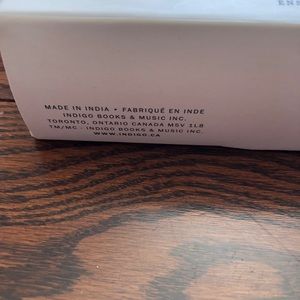 MADE IN INDIA • FABRIQUÉ EN INDE
INDIGO BOOKS & MUSIC INC.
TORONTO, ONTARIO CANADA M5V 1L8
TM/MC - INDIGO BOOKS & MUSIC INC.
WWW.INDIGO.CA